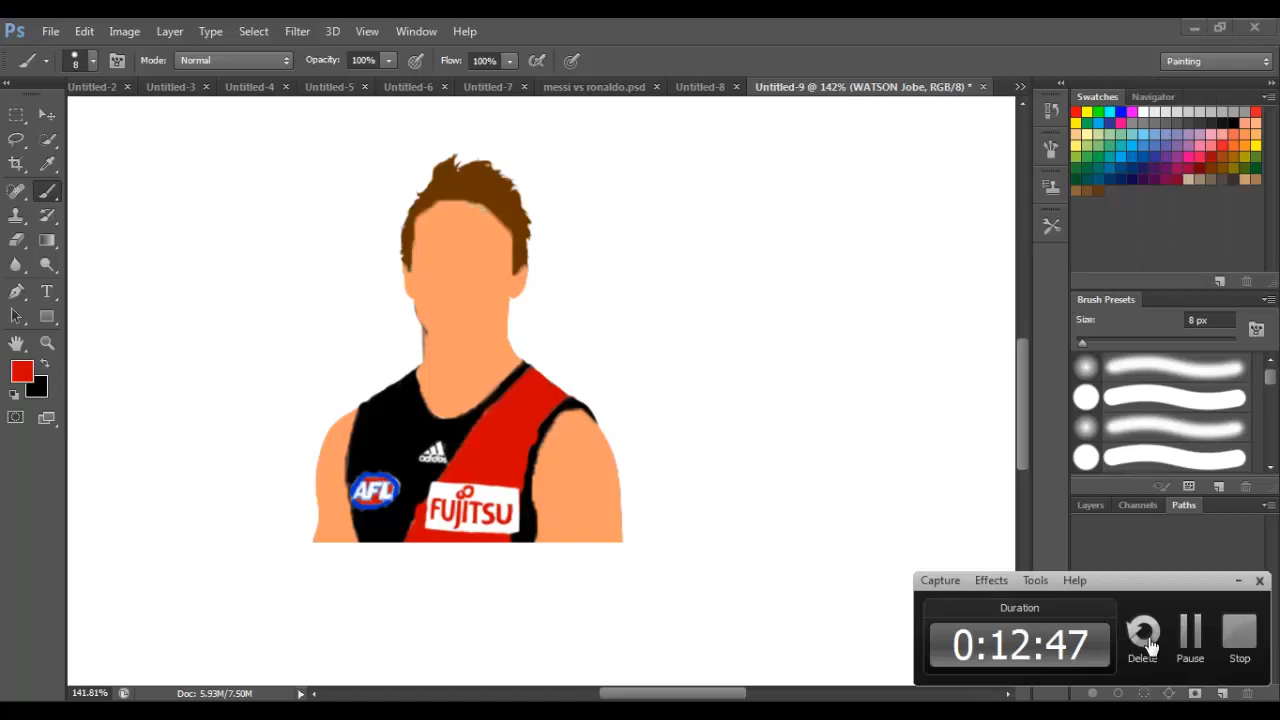 Ps File Edit Image Layer Type Select Filter 3D View Window Help
8 Mode: Normal Opacity: 100% Flow: 100% Painting
Untitled-2 × Untitled-3 × Untitled-4 × Untitled-5 × Untitled-6 × Untitled-7 × messi vs ronaldo.psd × Untitled-8 × Untitled-9 @ 142% (WATSON Jobe, RGB/8) * ×
Swatches Navigator
Brush Presets
Size: 8 px
adidas
AFL
FUJITSU
Layers Channels Paths
Capture Effects Tools Help
Duration
0:12:47
Delete Pause Stop
141.81% Doc: 5.93M/7.50M